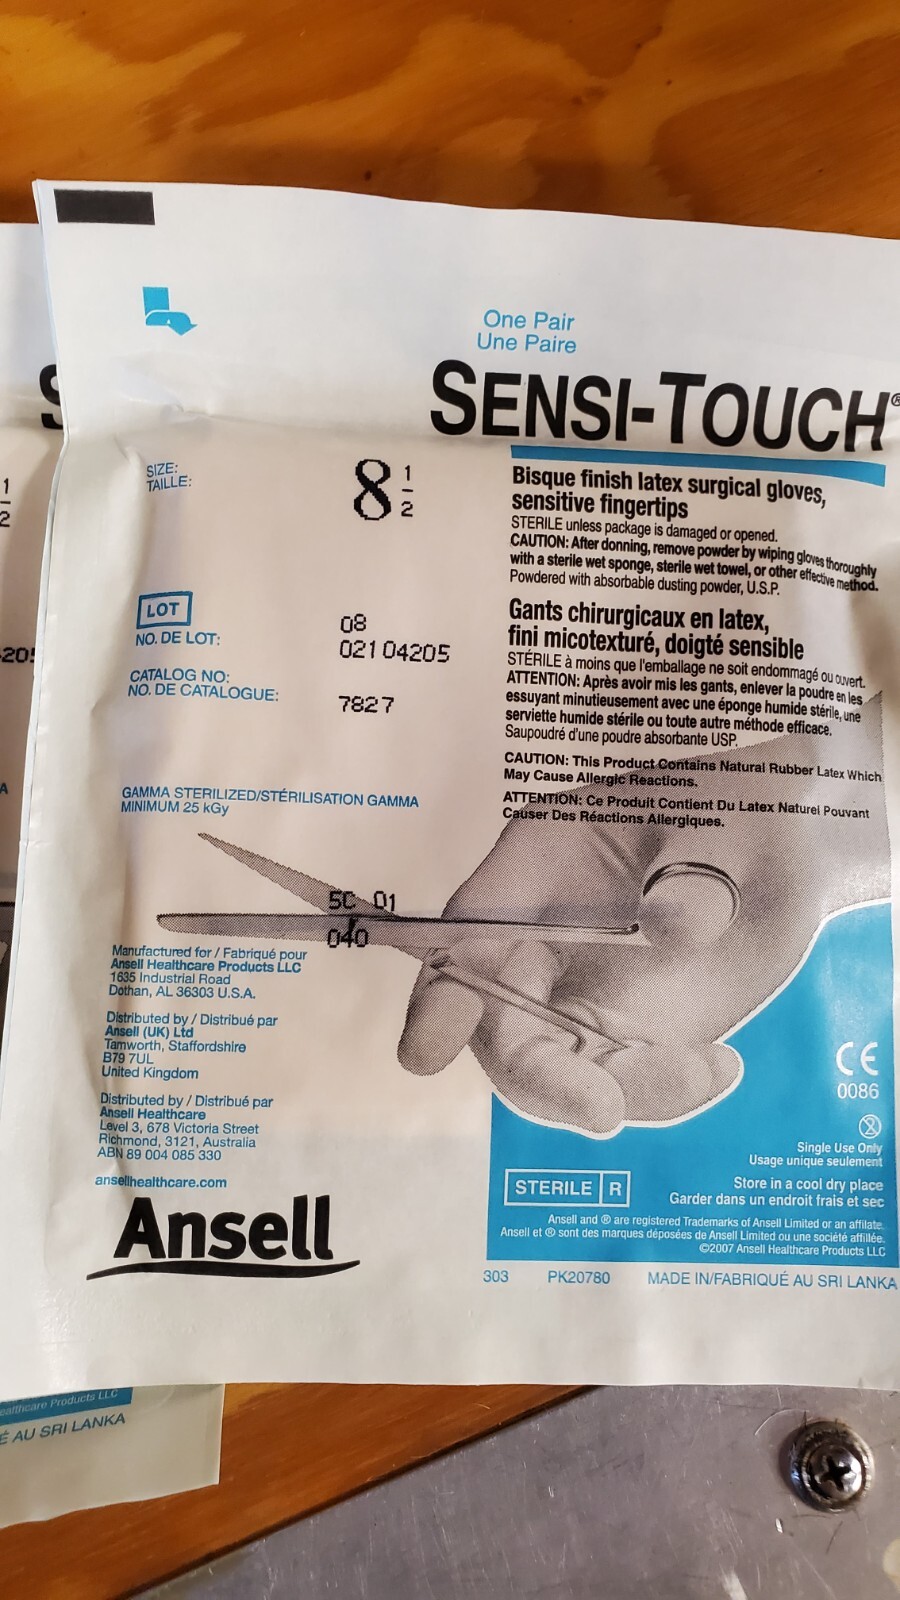 One Pair
Une Paire
SENSI-TOUCH®
SIZE:
TAILLE:
8 1/2
Bisque finish latex surgical gloves,
sensitive fingertips
STERILE unless package is damaged or opened.
CAUTION: After donning, remove powder by wiping gloves thoroughly
with a sterile wet sponge, sterile wet towel, or other effective method.
Powdered with absorbable dusting powder, U.S.P.
LOT
NO. DE LOT:
08
02104205
CATALOG NO:
NO. DE CATALOGUE:
7827
Gants chirurgicaux en latex,
fini micotexturé, doigté sensible
STÉRILE à moins que l'emballage ne soit endommagé ou ouvert.
ATTENTION: Après avoir mis les gants, enlever la poudre en les
essuyant minutieusement avec une éponge humide stérile, une
serviette humide stérile ou toute autre méthode efficace.
Saupoudré d'une poudre absorbante USP.
CAUTION: This Product Contains Natural Rubber Latex Which
May Cause Allergic Reactions.
ATTENTION: Ce Produit Contient Du Latex Naturel Pouvant
Causer Des Réactions Allergiques.
GAMMA STERILIZED/STÉRILISATION GAMMA
MINIMUM 25 kGy
5C 01
040
Manufactured for / Fabriqué pour
Ansell Healthcare Products LLC
1635 Industrial Road
Dothan, AL 36303 U.S.A.
Distributed by / Distribué par
Ansell (UK) Ltd
Tamworth, Staffordshire
B79 7UL
United Kingdom
Distributed by / Distribué par
Ansell Healthcare
Level 3, 678 Victoria Street
Richmond, 3121, Australia
ABN 89 004 085 330
ansellhealthcare.com
Ansell
CE
0086
2
Single Use Only
Usage unique seulement
STERILE R
Store in a cool dry place
Garder dans un endroit frais et sec
Ansell and ® are registered Trademarks of Ansell Limited or an affilate.
Ansell et ® sont des marques déposées de Ansell Limited ou une société affillée.
©2007 Ansell Healthcare Products LLC
303 PK20780 MADE IN/FABRIQUÉ AU SRI LANKA
S
1/2
205
A
ealthcare Products LLC
É AU SRI LANKA